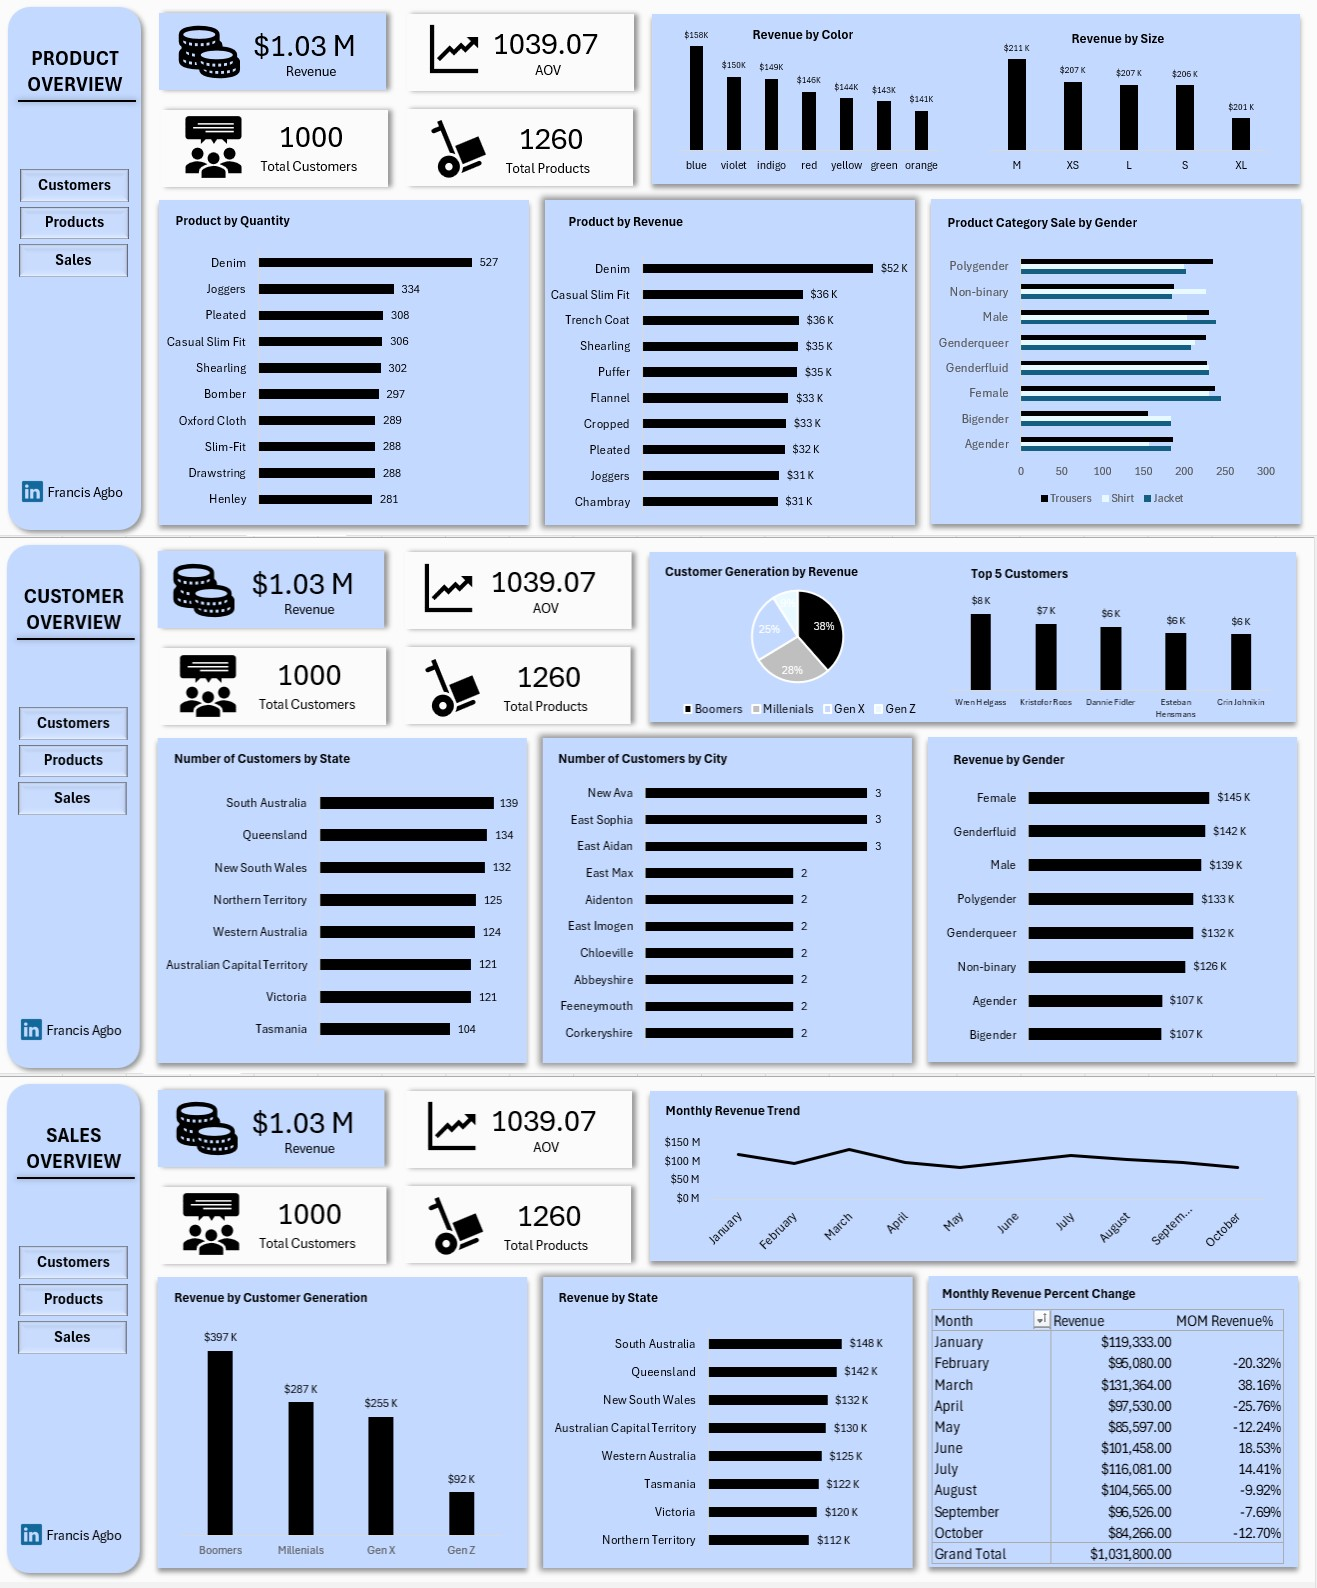 PRODUCT
OVERVIEW
Customers
Products
Sales
Francis Agbo
$1.03 M
Revenue
1039.07
AOV
1000
Total Customers
1260
Total Products
Revenue by Color
$158K
$150K
$149K
$146K
$144K
$143K
$141K
blue violet indigo red yellow green orange
Revenue by Size
$211 K
$207 K
$207 K
$206 K
$201 K
M XS L S XL
Product by Quantity
Denim 527
Joggers 334
Pleated 308
Casual Slim Fit 306
Shearling 302
Bomber 297
Oxford Cloth 289
Slim-Fit 288
Drawstring 288
Henley 281
Product by Revenue
Denim $52 K
Casual Slim Fit $36 K
Trench Coat $36 K
Shearling $35 K
Puffer $35 K
Flannel $33 K
Cropped $33 K
Pleated $32 K
Joggers $31 K
Chambray $31 K
Product Category Sale by Gender
Polygender
Non-binary
Male
Genderqueer
Genderfluid
Female
Bigender
Agender
0 50 100 150 200 250 300
Trousers Shirt Jacket
CUSTOMER
OVERVIEW
Customers
Products
Sales
Francis Agbo
$1.03 M
Revenue
1039.07
AOV
1000
Total Customers
1260
Total Products
Customer Generation by Revenue
38%
28%
25%
Boomers Millenials Gen X Gen Z
Top 5 Customers
$8 K
$7 K
$6 K
$6 K
$6 K
Wren Helgass Kristofor Roos Dannie Fidler Esteban Hensmans Crin Johnikin
Number of Customers by State
South Australia 139
Queensland 134
New South Wales 132
Northern Territory 125
Western Australia 124
Australian Capital Territory 121
Victoria 121
Tasmania 104
Number of Customers by City
New Ava 3
East Sophia 3
East Aidan 3
East Max 2
Aidenton 2
East Imogen 2
Chloeville 2
Abbeyshire 2
Feeneymouth 2
Corkeryshire 2
Revenue by Gender
Female $145 K
Genderfluid $142 K
Male $139 K
Polygender $133 K
Genderqueer $132 K
Non-binary $126 K
Agender $107 K
Bigender $107 K
SALES
OVERVIEW
Customers
Products
Sales
Francis Agbo
$1.03 M
Revenue
1039.07
AOV
1000
Total Customers
1260
Total Products
Monthly Revenue Trend
$150 M
$100 M
$50 M
$0 M
January February March April May June July August Septem... October
Revenue by Customer Generation
$397 K
$287 K
$255 K
$92 K
Boomers Millenials Gen X Gen Z
Revenue by State
South Australia $148 K
Queensland $142 K
New South Wales $132 K
Australian Capital Territory $130 K
Western Australia $125 K
Tasmania $122 K
Victoria $120 K
Northern Territory $112 K
Monthly Revenue Percent Change
Month Revenue MOM Revenue%
January $119,333.00
February $95,080.00 -20.32%
March $131,364.00 38.16%
April $97,530.00 -25.76%
May $85,597.00 -12.24%
June $101,458.00 18.53%
July $116,081.00 14.41%
August $104,565.00 -9.92%
September $96,526.00 -7.69%
October $84,266.00 -12.70%
Grand Total $1,031,800.00